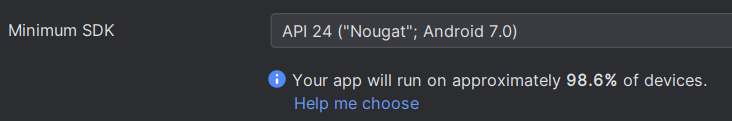 Minimum SDK
API 24 ("Nougat"; Android 7.0)
Your app will run on approximately 98.6% of devices.
Help me choose